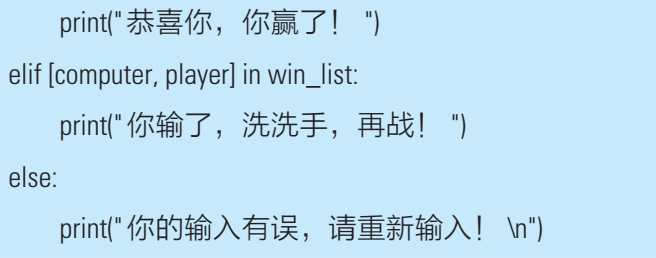 print("恭喜你，你赢了！ ")
elif [computer, player] in win_list:
print("你输了，洗洗手，再战！ ")
else:
print("你的输入有误，请重新输入！ \n")